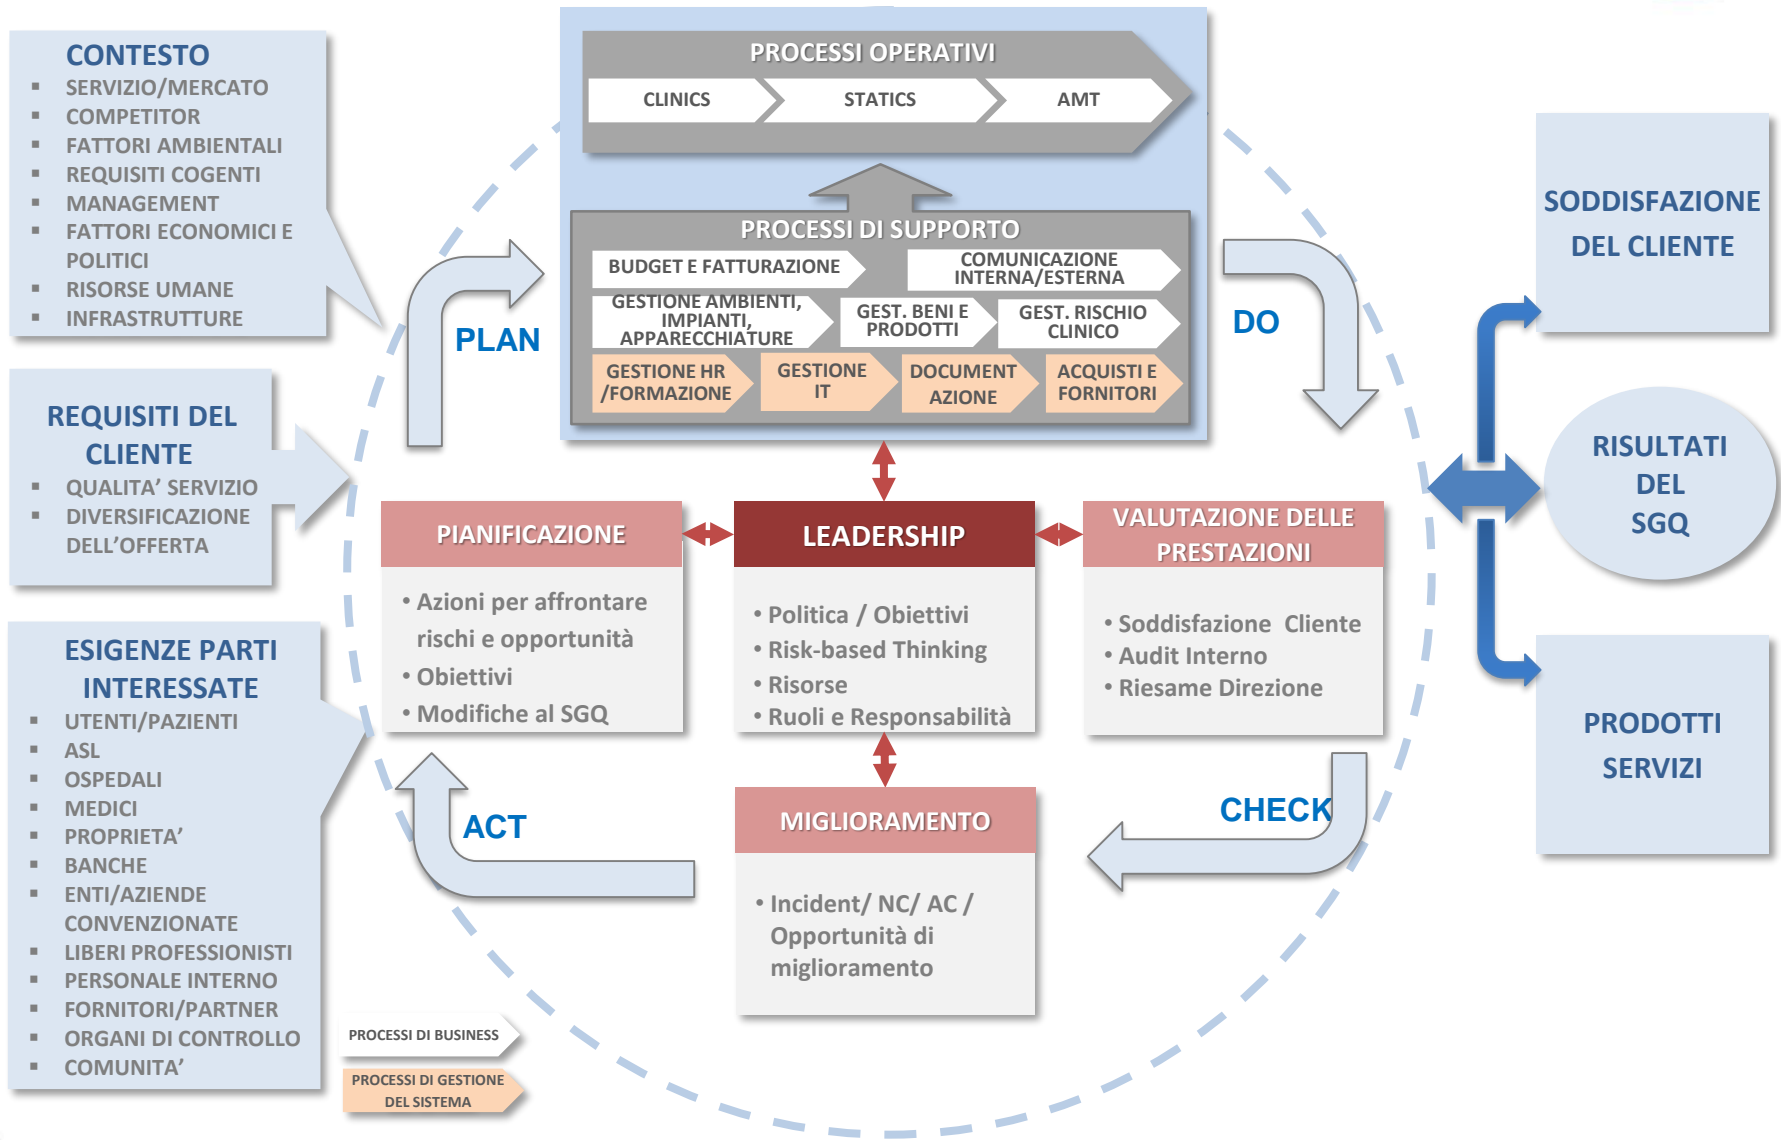 CONTESTO
SERVIZIO/MERCATO
COMPETITOR
FATTORI AMBIENTALI
REQUISITI COGENTI
MANAGEMENT
FATTORI ECONOMICI E
POLITICI
RISORSE UMANE
INFRASTRUTTURE
REQUISITI DEL
CLIENTE
QUALITA’ SERVIZIO
DIVERSIFICAZIONE
DELL’OFFERTA
ESIGENZE PARTI
INTERESSATE
UTENTI/PAZIENTI
ASL
OSPEDALI
MEDICI
PROPRIETA’
BANCHE
ENTI/AZIENDE
CONVENZIONATE
LIBERI PROFESSIONISTI
PERSONALE INTERNO
FORNITORI/PARTNER
ORGANI DI CONTROLLO
COMUNITA’
PROCESSI OPERATIVI
CLINICS
STATICS
AMT
PROCESSI DI SUPPORTO
BUDGET E FATTURAZIONE
COMUNICAZIONE
INTERNA/ESTERNA
GESTIONE AMBIENTI,
IMPIANTI,
APPARECCHIATURE
GEST. BENI E
PRODOTTI
GEST. RISCHIO
CLINICO
GESTIONE HR
/FORMAZIONE
GESTIONE
IT
DOCUMENT
AZIONE
ACQUISTI E
FORNITORI
PLAN
DO
PIANIFICAZIONE
• Azioni per affrontare
rischi e opportunità
• Obiettivi
• Modifiche al SGQ
LEADERSHIP
• Politica / Obiettivi
• Risk-based Thinking
• Risorse
• Ruoli e Responsabilità
VALUTAZIONE DELLE
PRESTAZIONI
• Soddisfazione Cliente
• Audit Interno
• Riesame Direzione
ACT
CHECK
MIGLIORAMENTO
• Incident/ NC/ AC /
Opportunità di
miglioramento
PROCESSI DI BUSINESS
PROCESSI DI GESTIONE
DEL SISTEMA
SODDISFAZIONE
DEL CLIENTE
RISULTATI
DEL
SGQ
PRODOTTI
SERVIZI